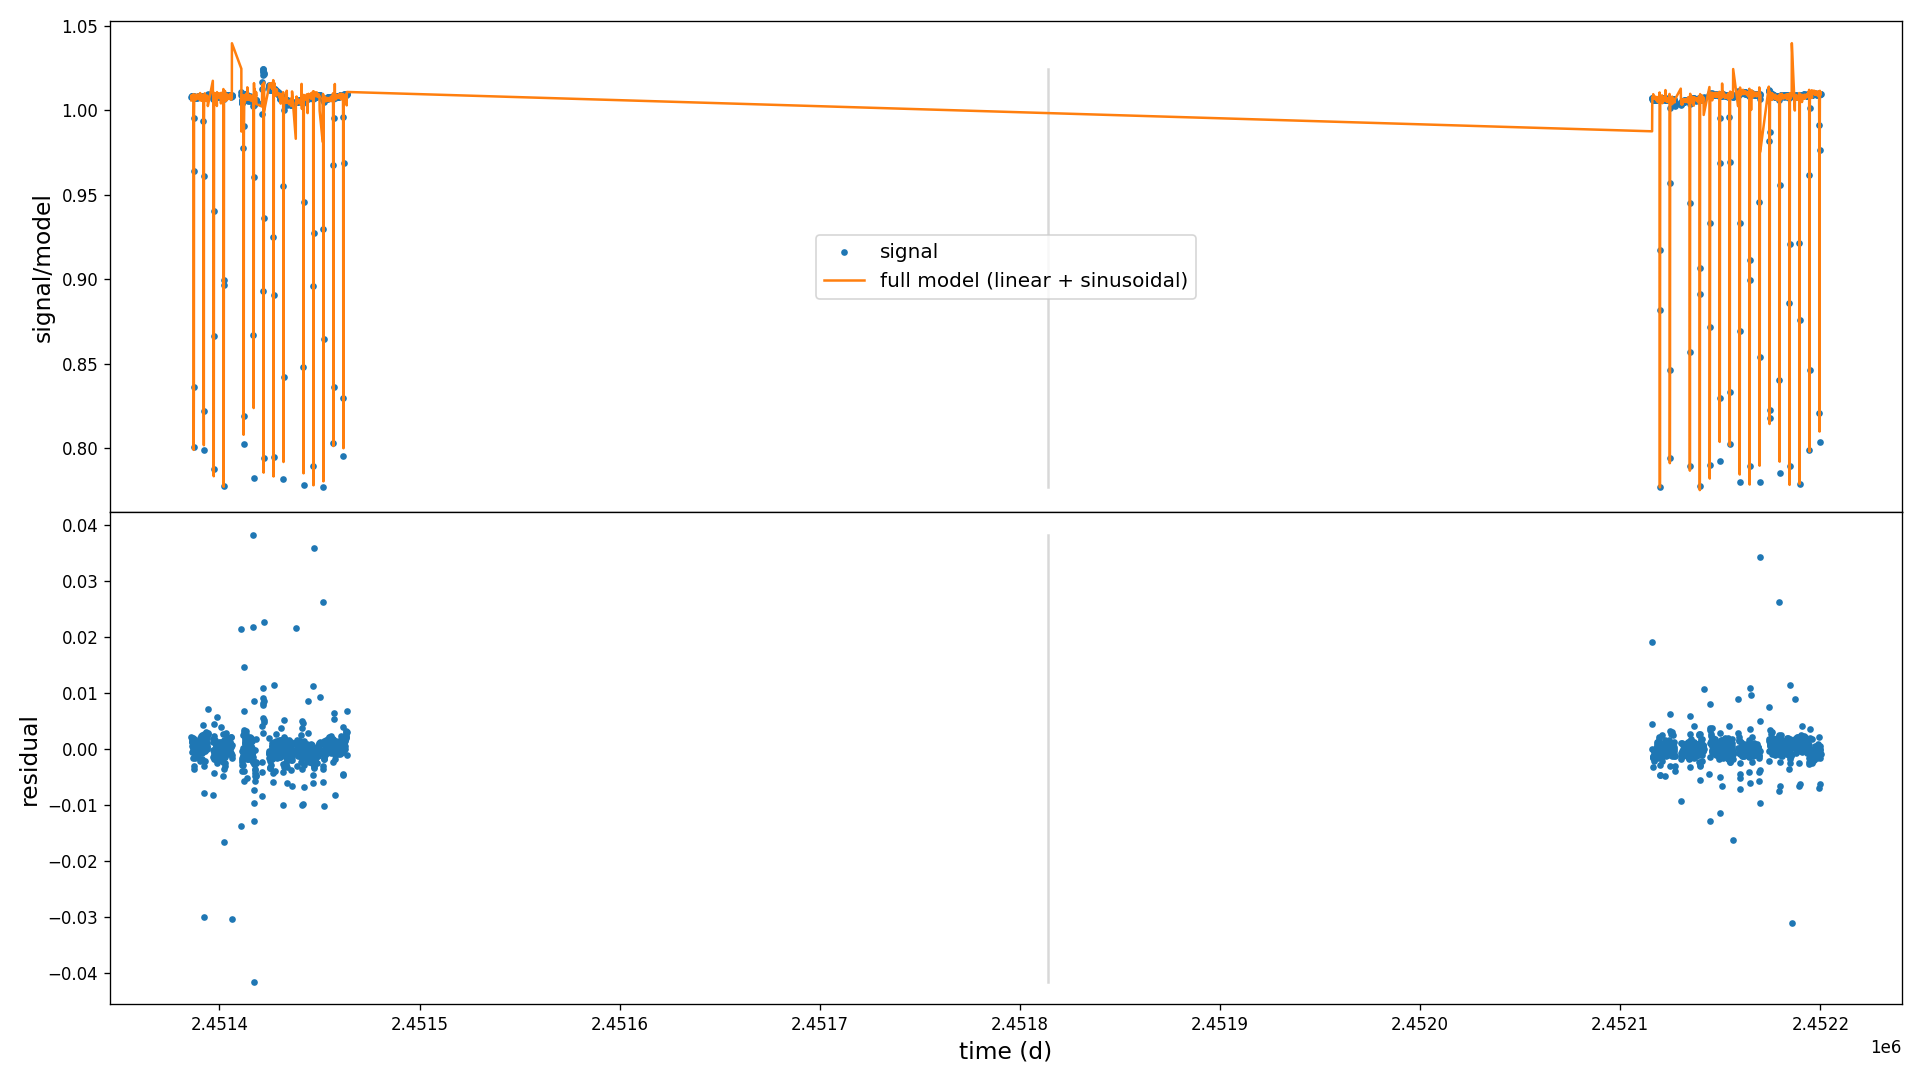 1.05
1.00
0.95
0.90
0.85
0.80
signal/model
signal
full model (linear + sinusoidal)
0.04
0.03
0.02
0.01
0.00
−0.01
−0.02
−0.03
−0.04
residual
2.4514 2.4515 2.4516 2.4517 2.4518 2.4519 2.4520 2.4521 2.4522
1e6
time (d)